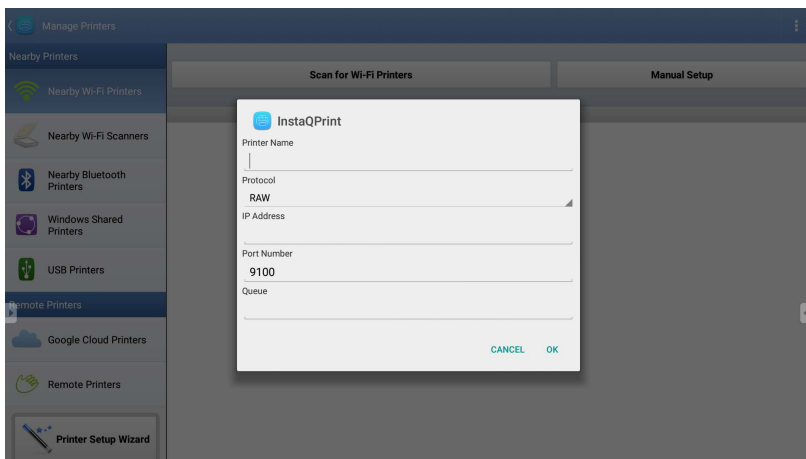 Manage Printers
Nearby Printers
Nearby Wi-Fi Printers
Nearby Wi-Fi Scanners
Nearby Bluetooth
Printers
Windows Shared
Printers
USB Printers
Remote Printers
Google Cloud Printers
Remote Printers
Printer Setup Wizard
Scan for Wi-Fi Printers
Manual Setup
InstaQPrint
Printer Name
Protocol
RAW
IP Address
Port Number
9100
Queue
CANCEL OK